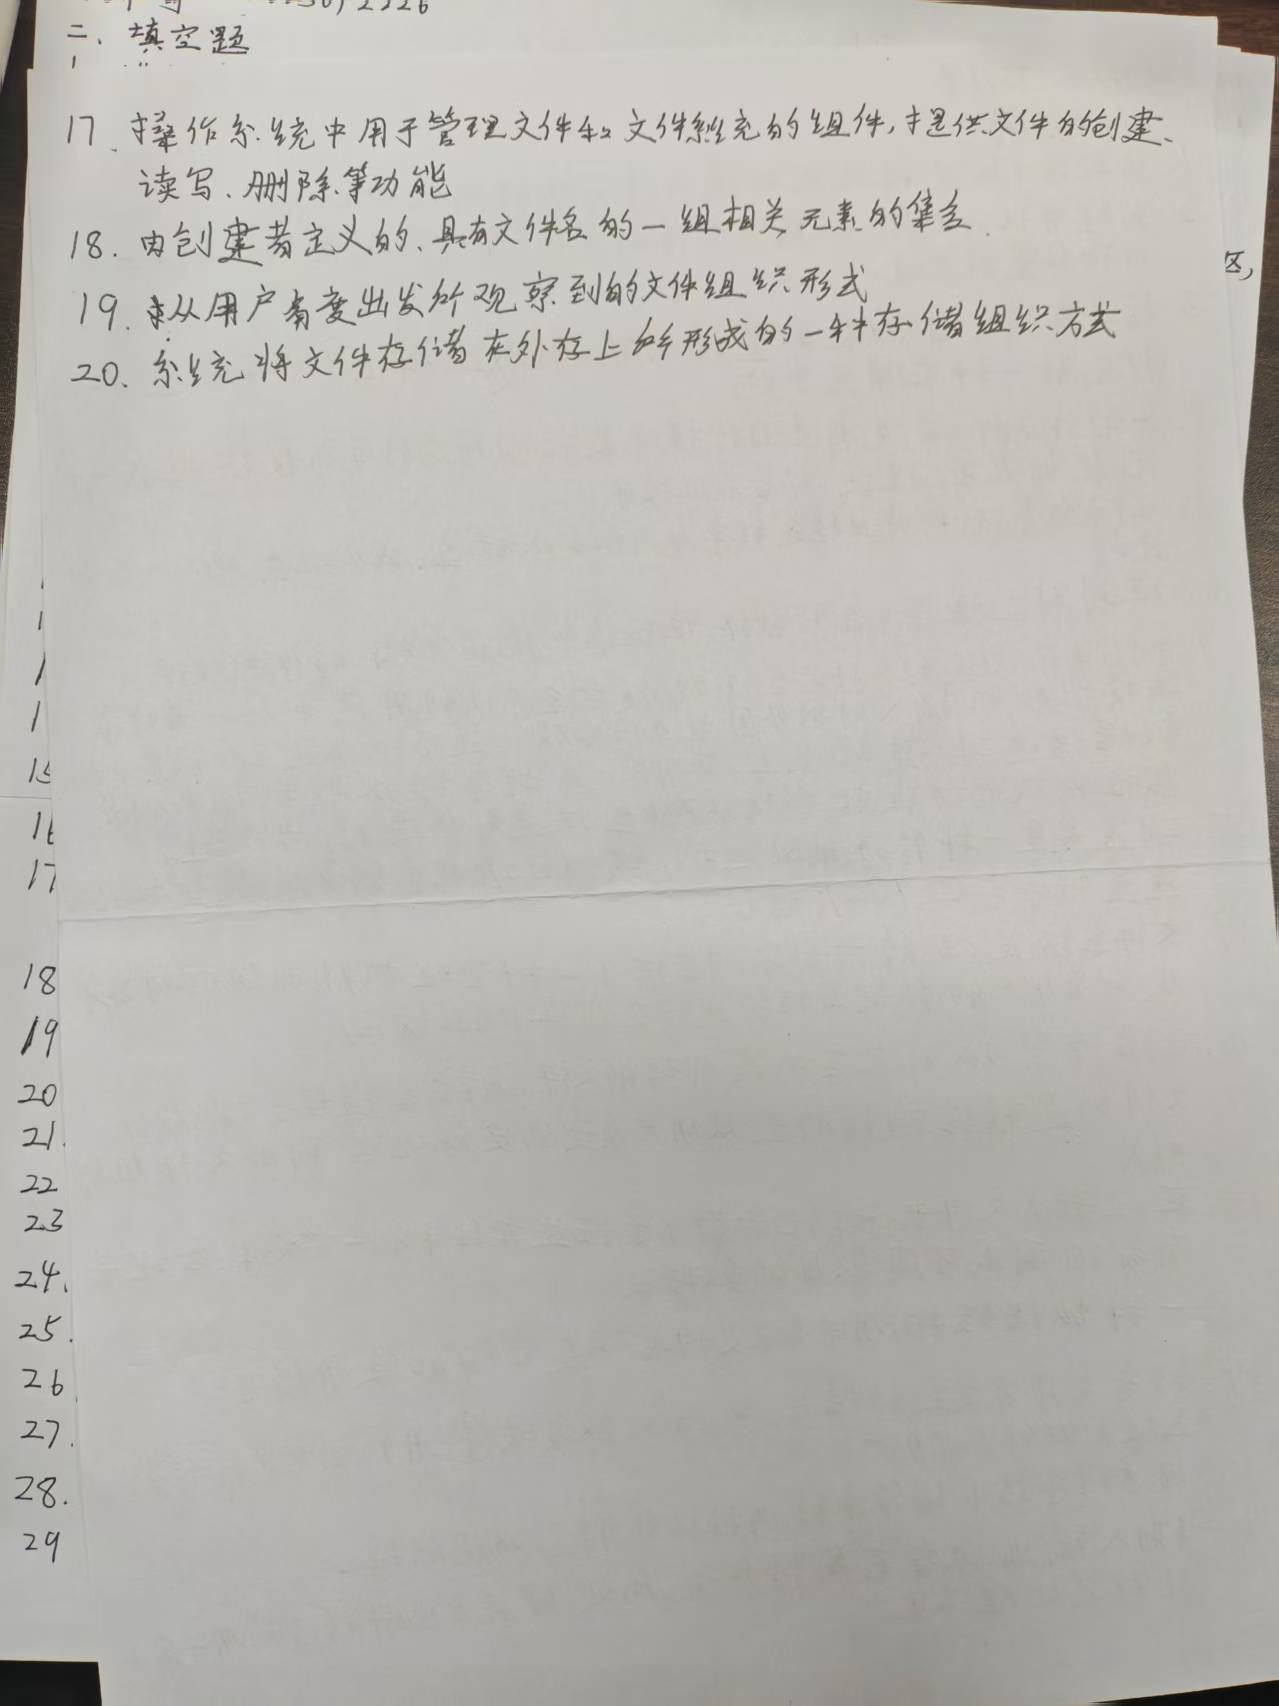 二、填空题
17、操作系统中用于管理文件和文件系统的组件,提供文件的创建、
读写、删除等功能
18. 由创建者定义的、具有文件名的一组相关元素的集合.
19. 从用户角度出发所观察到的文件组织形式
20. 系统将文件存储在外存上所形成的一种存储组织方式
区,
15
16
17
18
19
20
21.
22
23
24.
25.
26
27.
28.
29